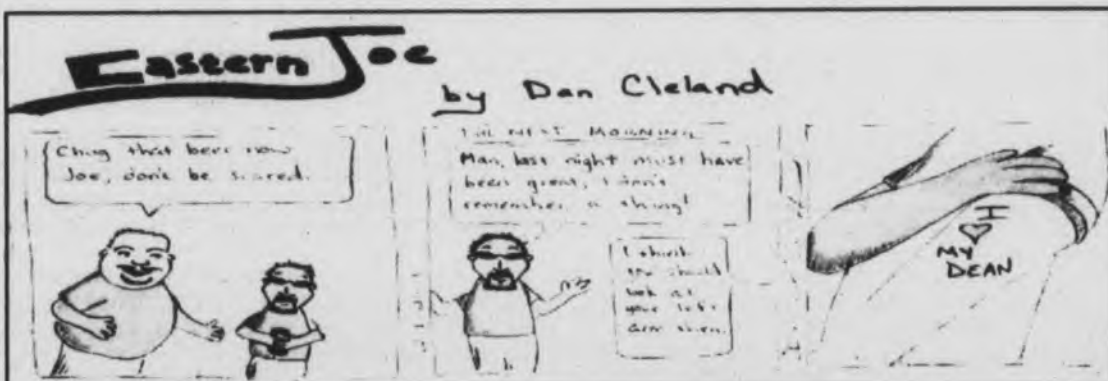 Eastern Joe
by Dan Cleland
Chug that beer now
Joe, don't be scared.
THE NEXT MORNING
Man, last night must have
been great, I don't
remember a thing!
I think
you should
look at
your left
arm then.
I
♡
MY
DEAN